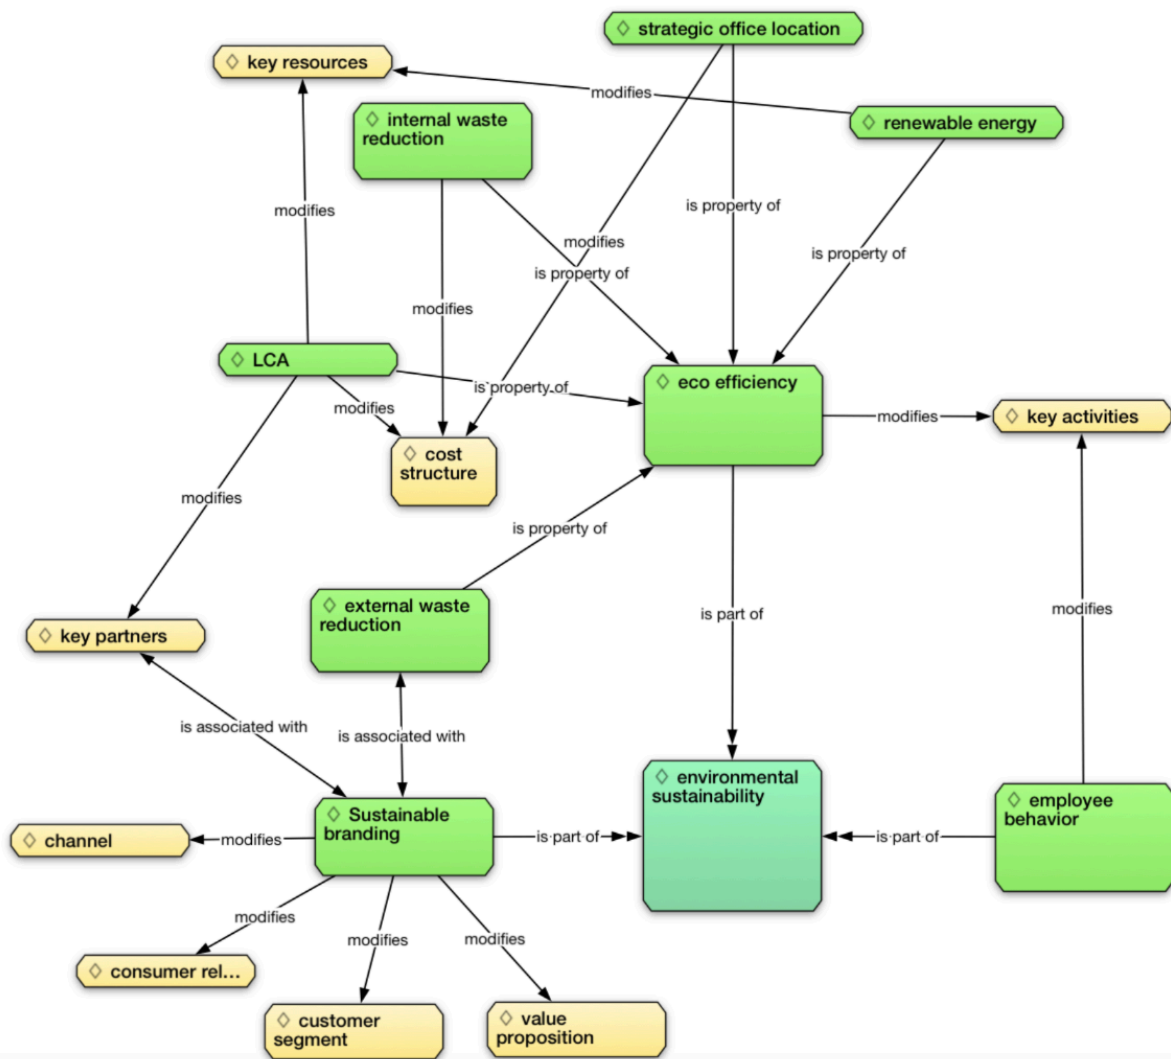 strategic office location
key resources
modifies
internal waste
reduction
renewable energy
modifies
is property of
modifies
is property of
is property of
modifies
LCA
eco efficiency
is property of
modifies
key activities
modifies
cost
structure
modifies
is property of
external waste
reduction
modifies
is part of
key partners
is associated with
is associated with
environmental
sustainability
employee
behavior
Sustainable
branding
channel
modifies
is part of
is part of
modifies
modifies
modifies
consumer rel...
customer
segment
value
proposition